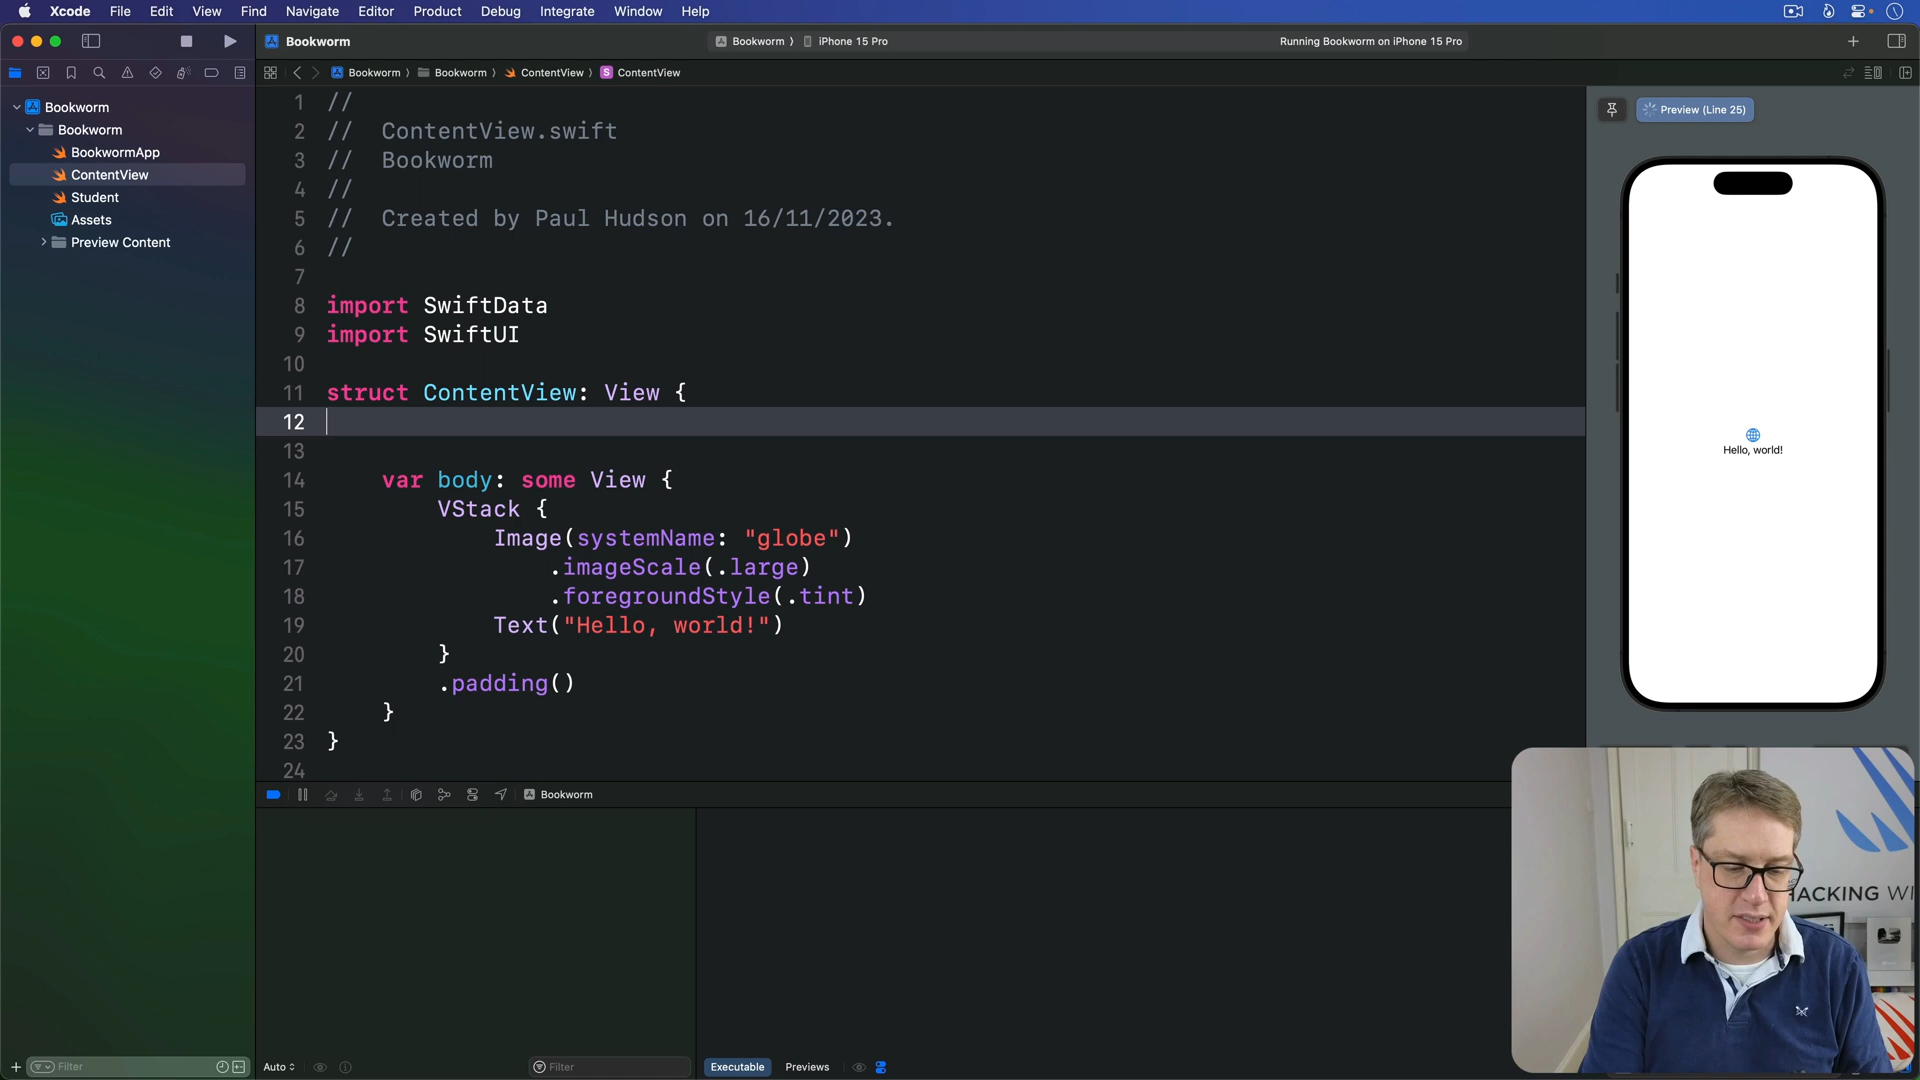 Xcode File Edit View Find Navigate Editor Product Debug Integrate Window Help
Bookworm
Bookworm 〉 iPhone 15 Pro
Running Bookworm on iPhone 15 Pro
Bookworm 〉 Bookworm 〉 ContentView 〉 S ContentView
Bookworm
Bookworm
BookwormApp
ContentView
Student
Assets
Preview Content
1 //
2 //  ContentView.swift
3 //  Bookworm
4 //
5 //  Created by Paul Hudson on 16/11/2023.
6 //
7
8 import SwiftData
9 import SwiftUI
10
11 struct ContentView: View {
12
13
14     var body: some View {
15         VStack {
16             Image(systemName: "globe")
17                 .imageScale(.large)
18                 .foregroundStyle(.tint)
19             Text("Hello, world!")
20         }
21         .padding()
22     }
23 }
24
Preview (Line 25)
Hello, world!
Bookworm
HACKING WI
Filter
Auto
Filter
Executable Previews